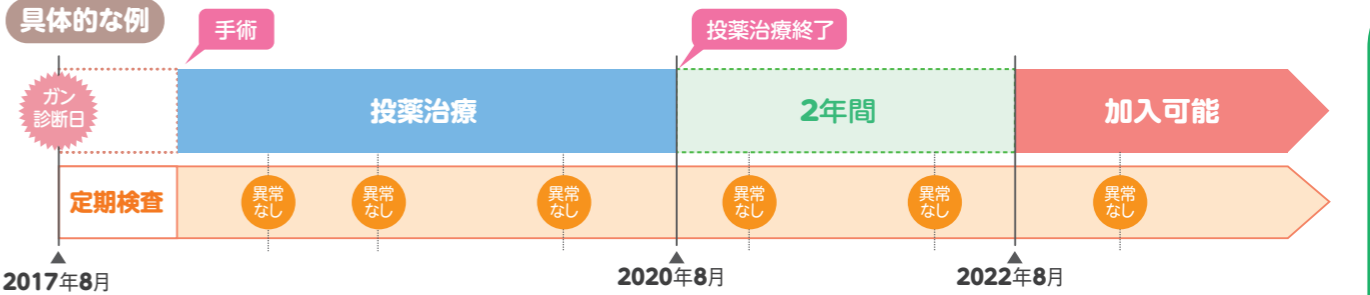 具体的な例
手術
投薬治療終了
ガン
診断日
投薬治療
2年間
加入可能
定期検査
異常
なし
異常
なし
異常
なし
異常
なし
異常
なし
異常
なし
2017年8月
2020年8月
2022年8月